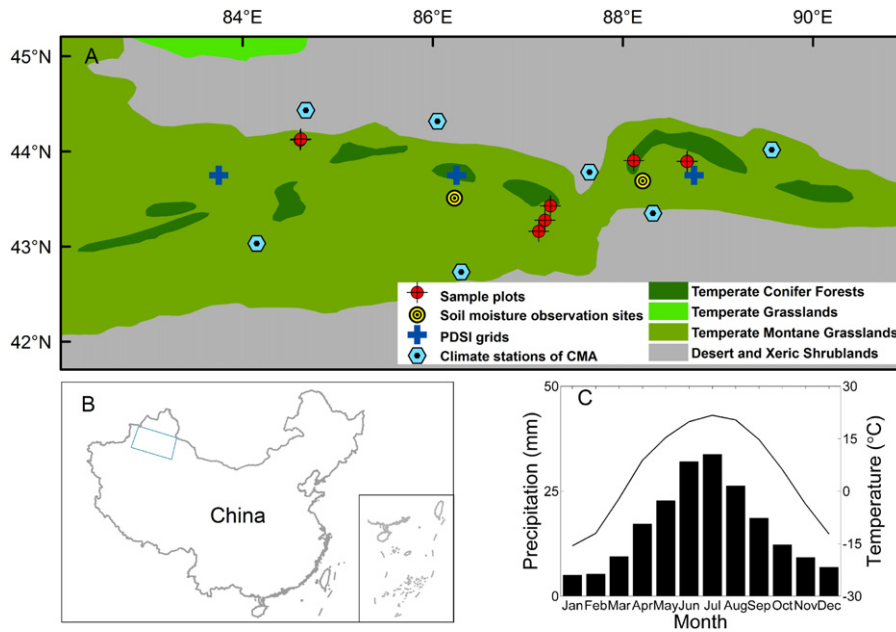 84°E 86°E 88°E 90°E
45°N
A
44°N
43°N
42°N
Sample plots
Soil moisture observation sites
PDSI grids
Climate stations of CMA
Temperate Conifer Forests
Temperate Grasslands
Temperate Montane Grasslands
Desert and Xeric Shrublands
B
China
C
Precipitation (mm)
50
25
0
Temperature (°C)
30
15
0
-15
-30
Jan Feb Mar Apr May Jun Jul Aug Sep Oct Nov Dec
Month